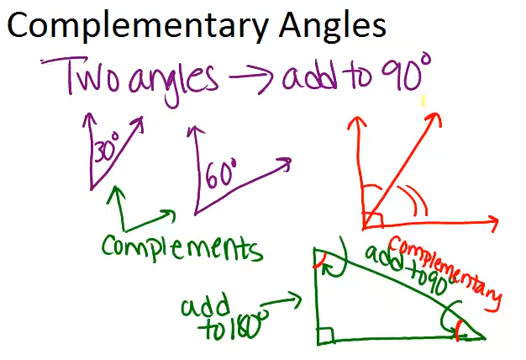 Complementary Angles
Two angles → add to 90°
30°
60°
complements
complementary
add to 90°
add
to 180°